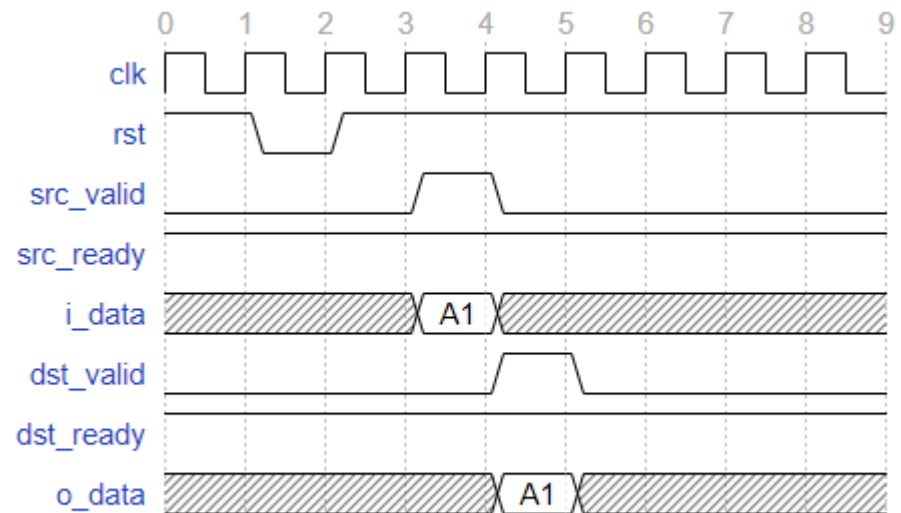 0 1 2 3 4 5 6 7 8 9
clk
rst
src_valid
src_ready
i_data A1
dst_valid
dst_ready
o_data A1